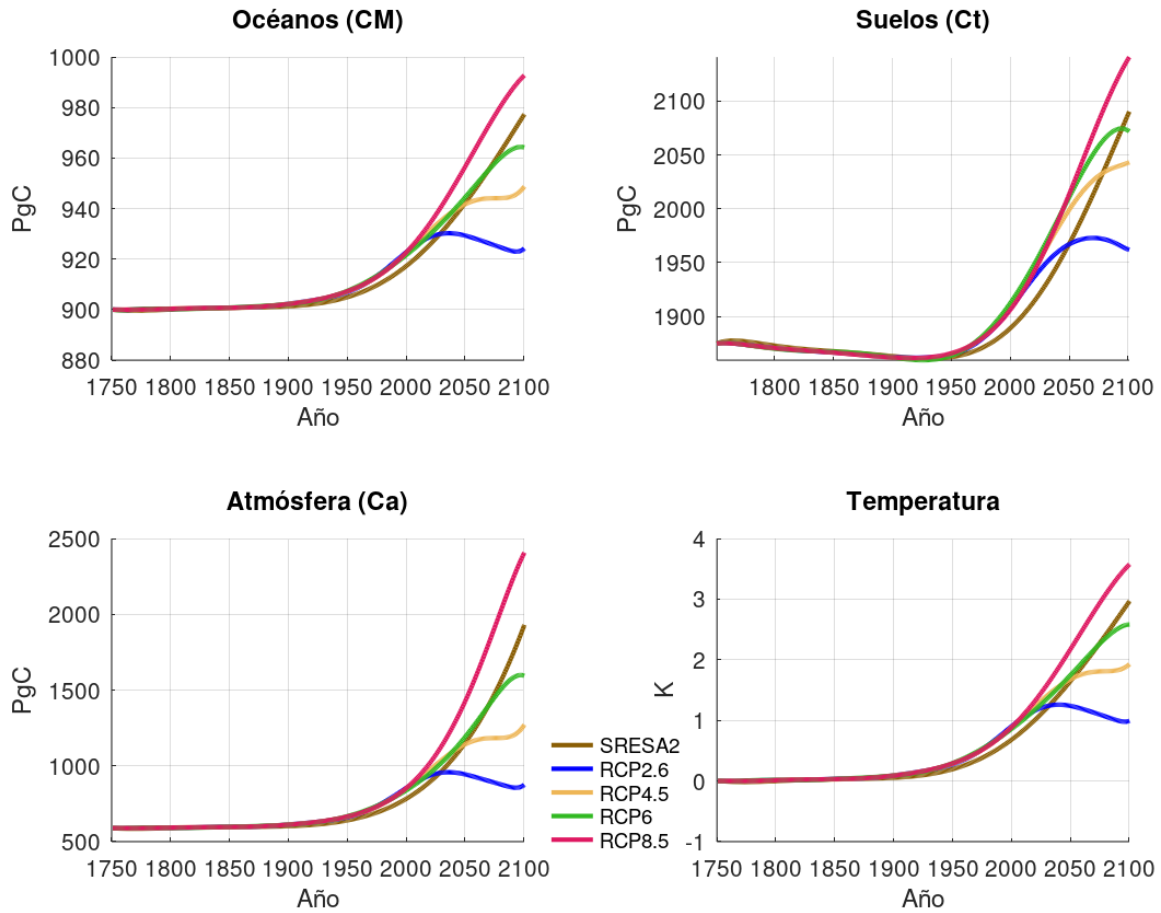 Océanos (CM)
1000
980
960
940
920
900
880
PgC
1750 1800 1850 1900 1950 2000 2050 2100
Año
Suelos (Ct)
2100
2050
2000
1950
1900
PgC
1800 1850 1900 1950 2000 2050 2100
Año
Atmósfera (Ca)
2500
2000
1500
1000
500
PgC
1750 1800 1850 1900 1950 2000 2050 2100
Año
SRESA2
RCP2.6
RCP4.5
RCP6
RCP8.5
Temperatura
4
3
2
1
0
-1
K
1750 1800 1850 1900 1950 2000 2050 2100
Año